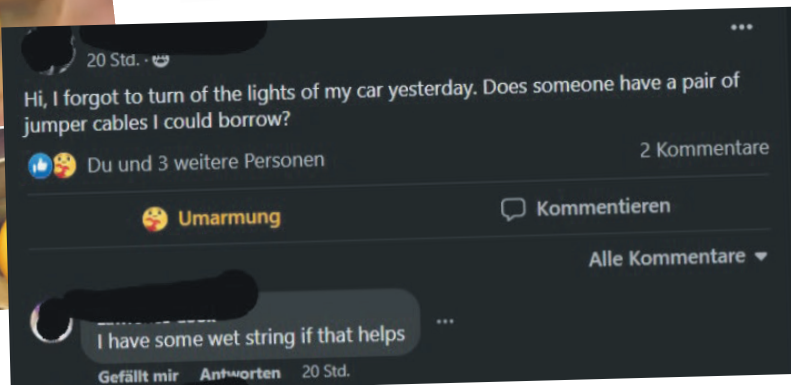 20 Std. ·
Hi, I forgot to turn of the lights of my car yesterday. Does someone have a pair of
jumper cables I could borrow?
Du und 3 weitere Personen
2 Kommentare
Umarmung
Kommentieren
Alle Kommentare
I have some wet string if that helps
Gefällt mir Antworten 20 Std.